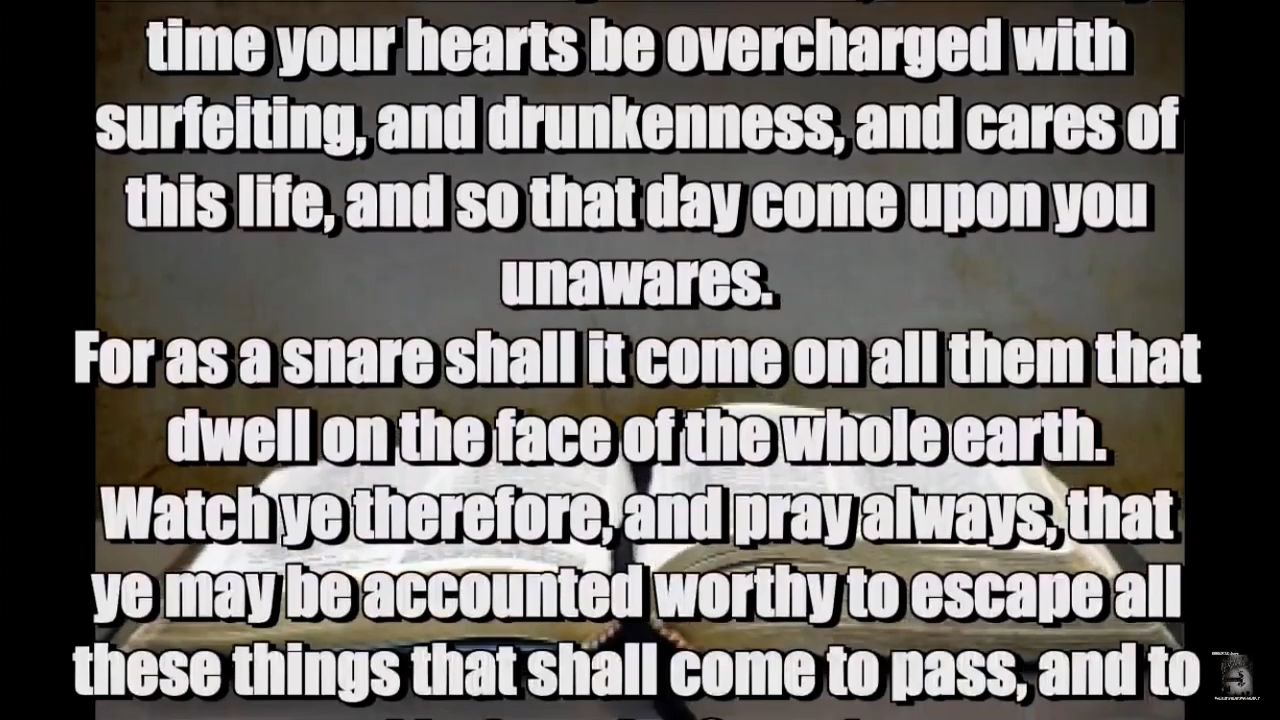 time your hearts be overcharged with
surfeiting, and drunkenness, and cares of
this life, and so that day come upon you
unawares.
For as a snare shall it come on all them that
dwell on the face of the whole earth.
Watch ye therefore, and pray always, that
ye may be accounted worthy to escape all
these things that shall come to pass, and to